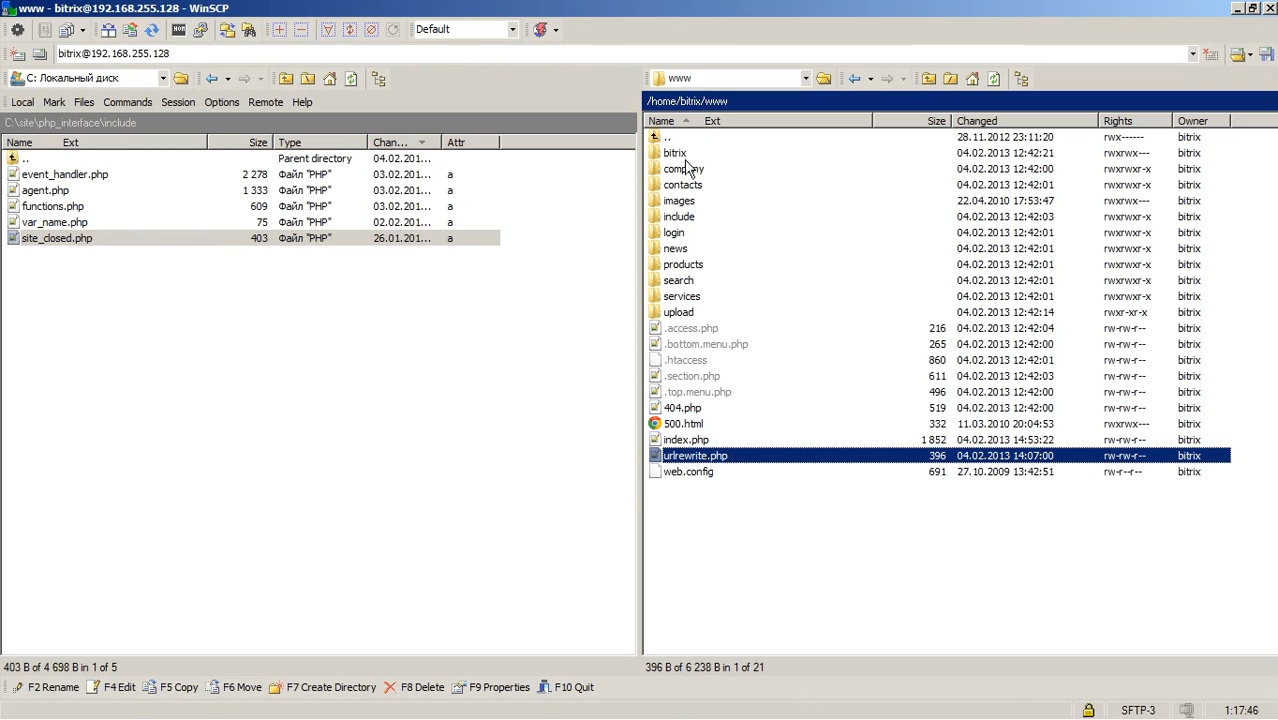 www - bitrix@192.168.255.128 - WinSCP
Default
bitrix@192.168.255.128
C: Локальный диск
www
Local Mark Files Commands Session Options Remote Help
/home/bitrix/www
C:\site\php_interface\include
Name Ext Size Changed Rights Owner
Name Ext Size Type Chan... Attr
.. Parent directory 04.02.201...
event_handler.php 2 278 Файл "PHP" 03.02.201... a
agent.php 1 333 Файл "PHP" 03.02.201... a
functions.php 609 Файл "PHP" 03.02.201... a
var_name.php 75 Файл "PHP" 02.02.201... a
site_closed.php 403 Файл "PHP" 26.01.201... a
.. 28.11.2012 23:11:20 rwx------ bitrix
bitrix 04.02.2013 12:42:21 rwxrwx--- bitrix
company 04.02.2013 12:42:00 rwxrwxr-x bitrix
contacts 04.02.2013 12:42:01 rwxrwxr-x bitrix
images 22.04.2010 17:53:47 rwxrwx--- bitrix
include 04.02.2013 12:42:03 rwxrwxr-x bitrix
login 04.02.2013 12:42:01 rwxrwxr-x bitrix
news 04.02.2013 12:42:01 rwxrwxr-x bitrix
products 04.02.2013 12:42:01 rwxrwxr-x bitrix
search 04.02.2013 12:42:01 rwxrwxr-x bitrix
services 04.02.2013 12:42:01 rwxrwxr-x bitrix
upload 04.02.2013 12:42:14 rwxr-xr-x bitrix
.access.php 216 04.02.2013 12:42:04 rw-rw-r-- bitrix
.bottom.menu.php 265 04.02.2013 12:42:00 rw-rw-r-- bitrix
.htaccess 860 04.02.2013 12:42:01 rw-rw-r-- bitrix
.section.php 611 04.02.2013 12:42:03 rw-rw-r-- bitrix
.top.menu.php 496 04.02.2013 12:42:00 rw-rw-r-- bitrix
404.php 519 04.02.2013 12:42:00 rw-rw-r-- bitrix
500.html 332 11.03.2010 20:04:53 rwxrwx--- bitrix
index.php 1 852 04.02.2013 14:53:22 rw-rw-r-- bitrix
urlrewrite.php 396 04.02.2013 14:07:00 rw-rw-r-- bitrix
web.config 691 27.10.2009 13:42:51 rw-r--r-- bitrix
403 B of 4 698 B in 1 of 5
396 B of 6 238 B in 1 of 21
F2 Rename F4 Edit F5 Copy F6 Move F7 Create Directory F8 Delete F9 Properties F10 Quit
SFTP-3 1:17:46